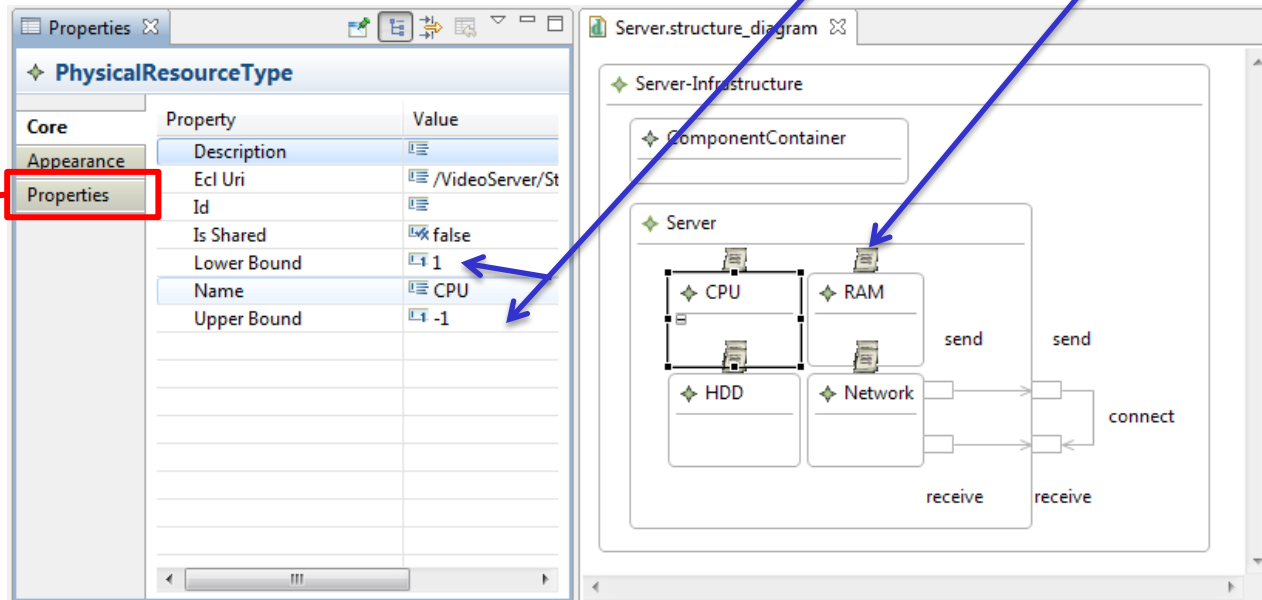 Properties
PhysicalResourceType
Core
Appearance
Properties
Property Value
Description
Ecl Uri /VideoServer/St
Id
Is Shared false
Lower Bound 1
Name CPU
Upper Bound -1
Server.structure_diagram
Server-Infrastructure
ComponentContainer
Server
CPU
RAM
send
send
HDD
Network
connect
receive
receive